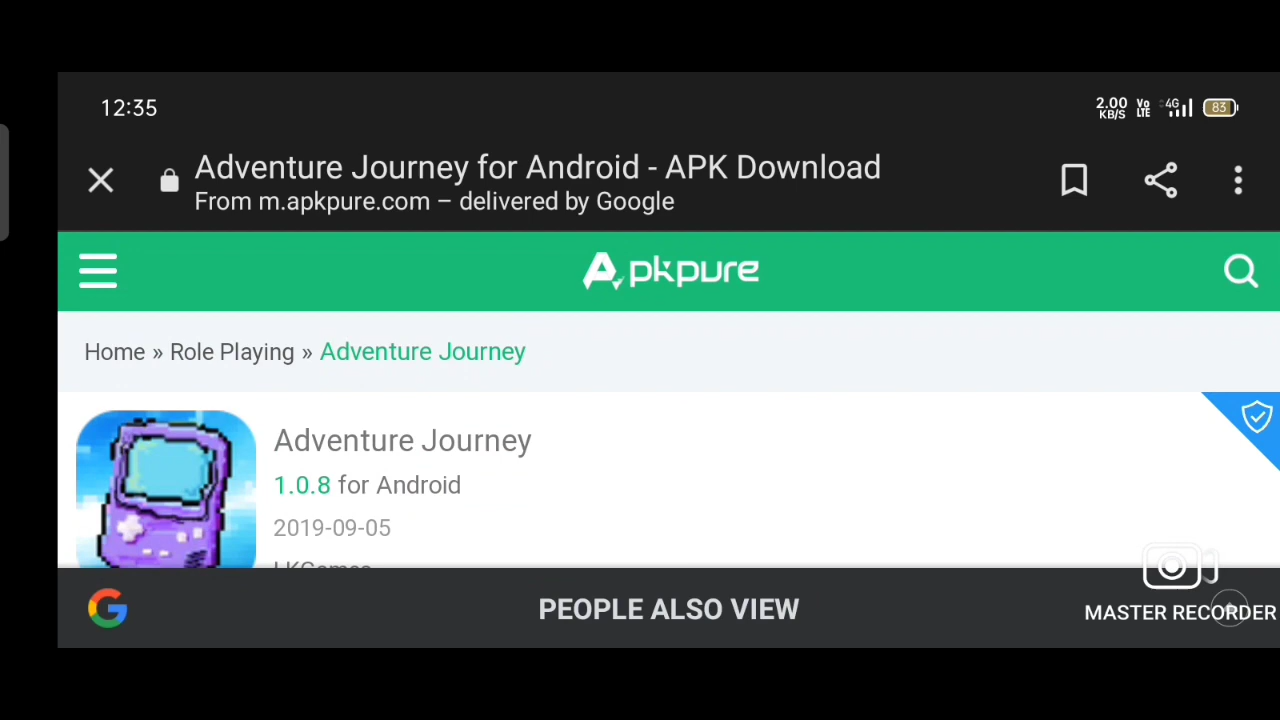 12:35
2.00
KB/S
Vo
LTE
4G
83
Adventure Journey for Android - APK Download
From m.apkpure.com – delivered by Google
Apkpure
Home » Role Playing » Adventure Journey
Adventure Journey
1.0.8 for Android
2019-09-05
LKGames
PEOPLE ALSO VIEW
MASTER RECORDER